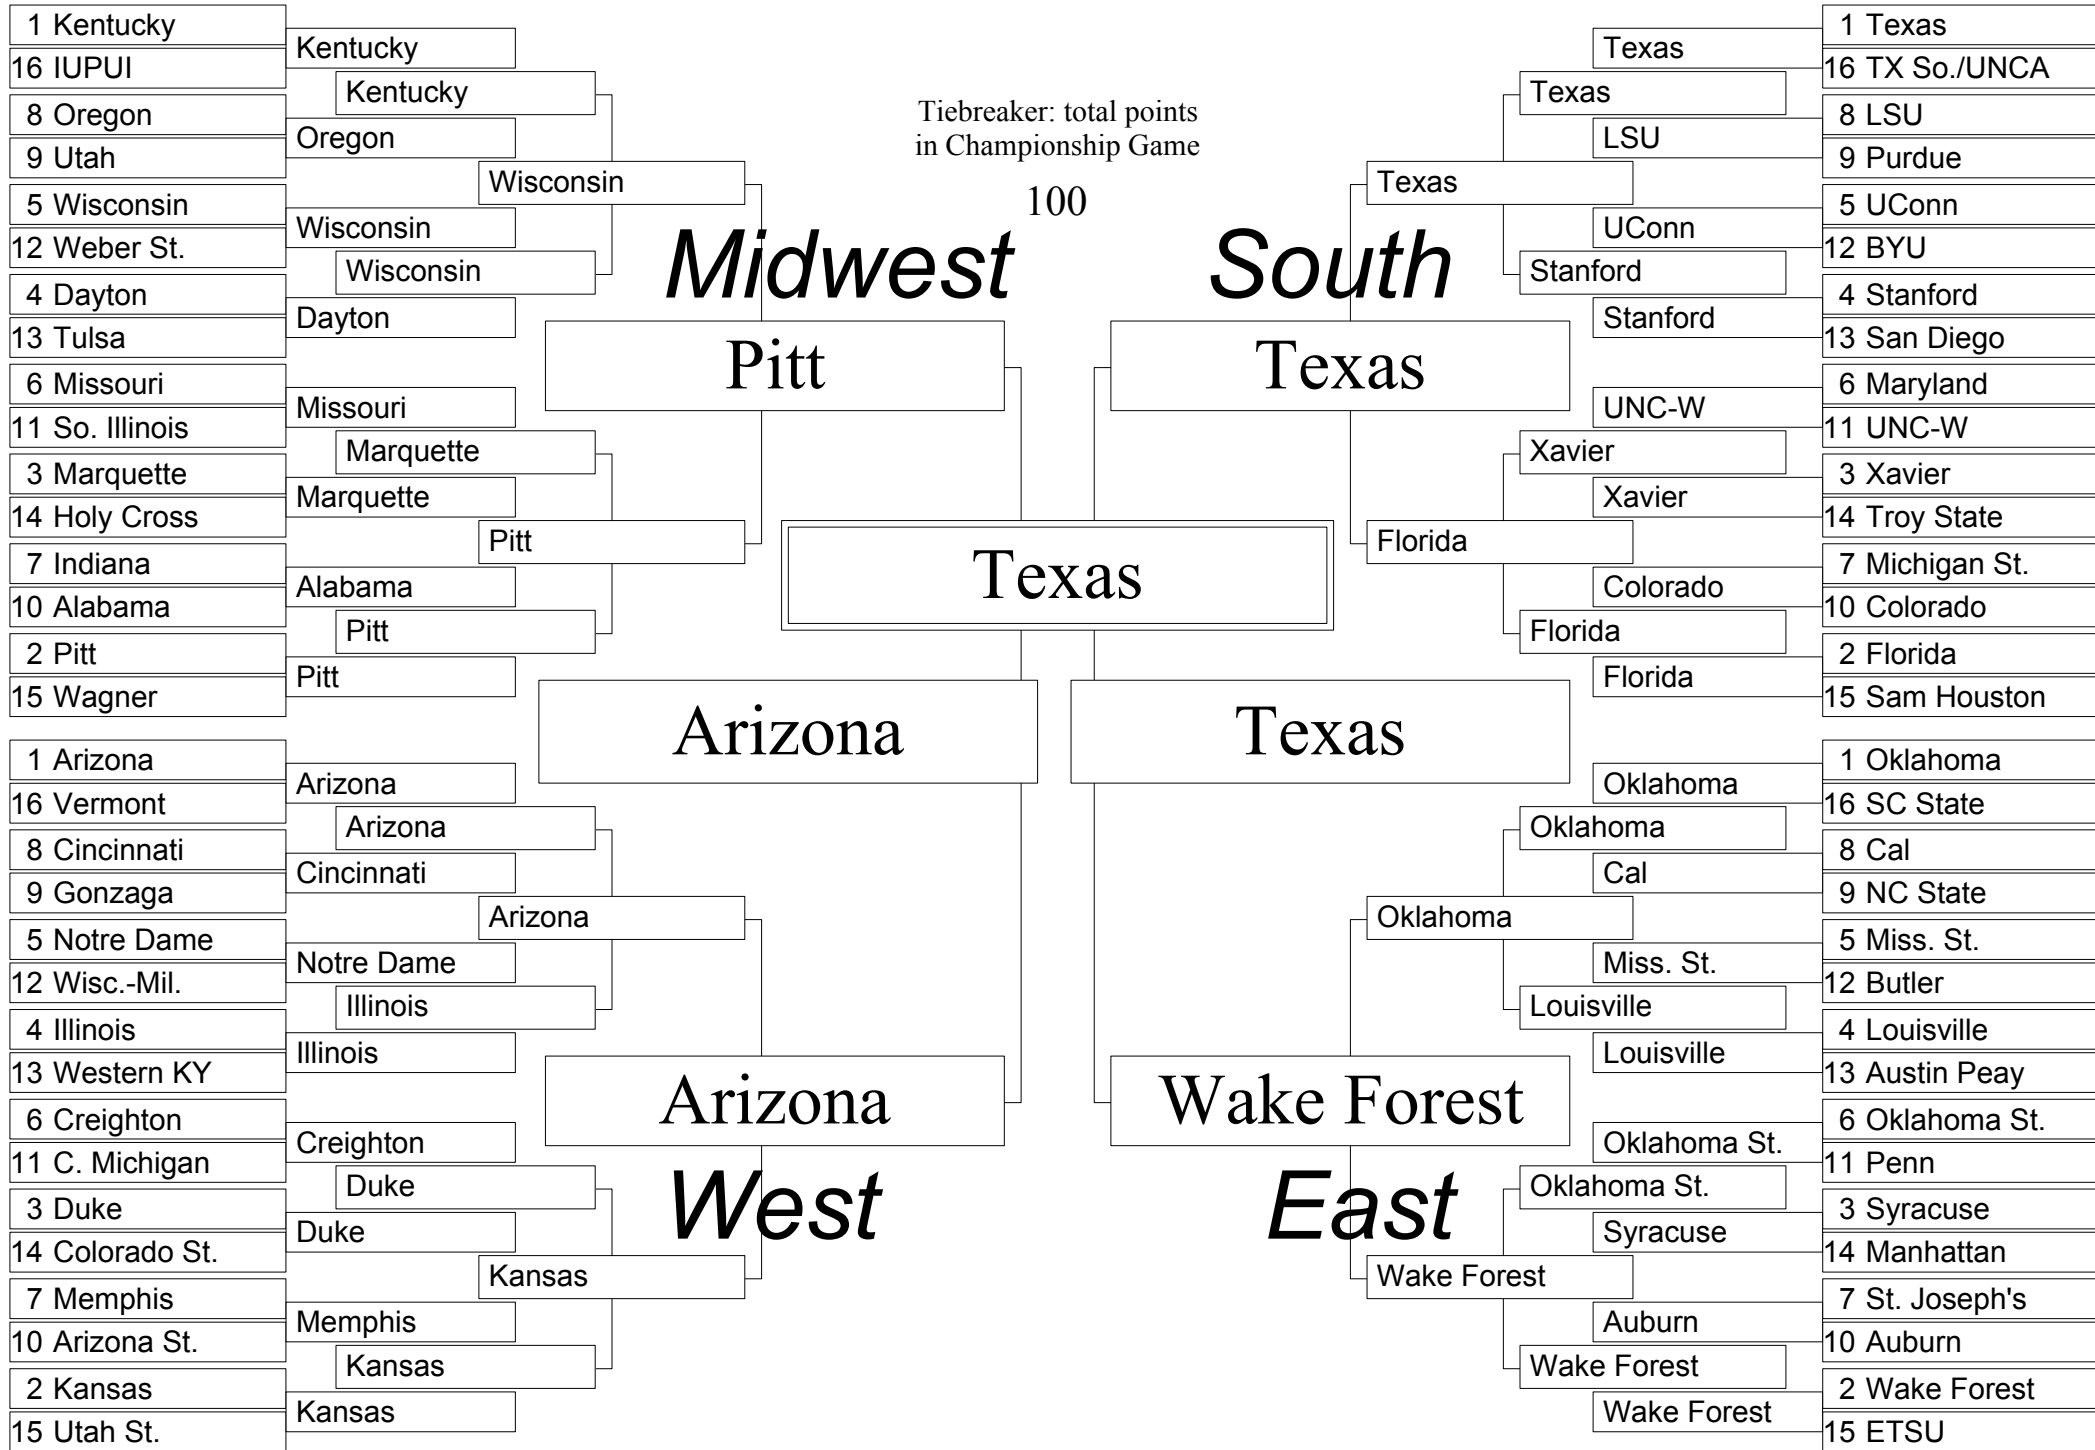 1 Kentucky
16 IUPUI
8 Oregon
9 Utah
5 Wisconsin
12 Weber St.
4 Dayton
13 Tulsa
6 Missouri
11 So. Illinois
3 Marquette
14 Holy Cross
7 Indiana
10 Alabama
2 Pitt
15 Wagner
Kentucky
Oregon
Wisconsin
Dayton
Missouri
Marquette
Alabama
Pitt
Kentucky
Wisconsin
Marquette
Pitt
Wisconsin
Pitt
Midwest
Pitt
1 Arizona
16 Vermont
8 Cincinnati
9 Gonzaga
5 Notre Dame
12 Wisc.-Mil.
4 Illinois
13 Western KY
6 Creighton
11 C. Michigan
3 Duke
14 Colorado St.
7 Memphis
10 Arizona St.
2 Kansas
15 Utah St.
Arizona
Cincinnati
Notre Dame
Illinois
Creighton
Duke
Memphis
Kansas
Arizona
Illinois
Duke
Kansas
Arizona
Kansas
Arizona
West
Tiebreaker: total points
in Championship Game
100
Texas
Arizona
Texas
South
Texas
Texas
Florida
Texas
Stanford
Xavier
Florida
Texas
LSU
UConn
Stanford
UNC-W
Xavier
Colorado
Florida
1 Texas
16 TX So./UNCA
8 LSU
9 Purdue
5 UConn
12 BYU
4 Stanford
13 San Diego
6 Maryland
11 UNC-W
3 Xavier
14 Troy State
7 Michigan St.
10 Colorado
2 Florida
15 Sam Houston
Wake Forest
East
Oklahoma
Wake Forest
Oklahoma
Louisville
Oklahoma St.
Wake Forest
Oklahoma
Cal
Miss. St.
Louisville
Oklahoma St.
Syracuse
Auburn
Wake Forest
1 Oklahoma
16 SC State
8 Cal
9 NC State
5 Miss. St.
12 Butler
4 Louisville
13 Austin Peay
6 Oklahoma St.
11 Penn
3 Syracuse
14 Manhattan
7 St. Joseph's
10 Auburn
2 Wake Forest
15 ETSU